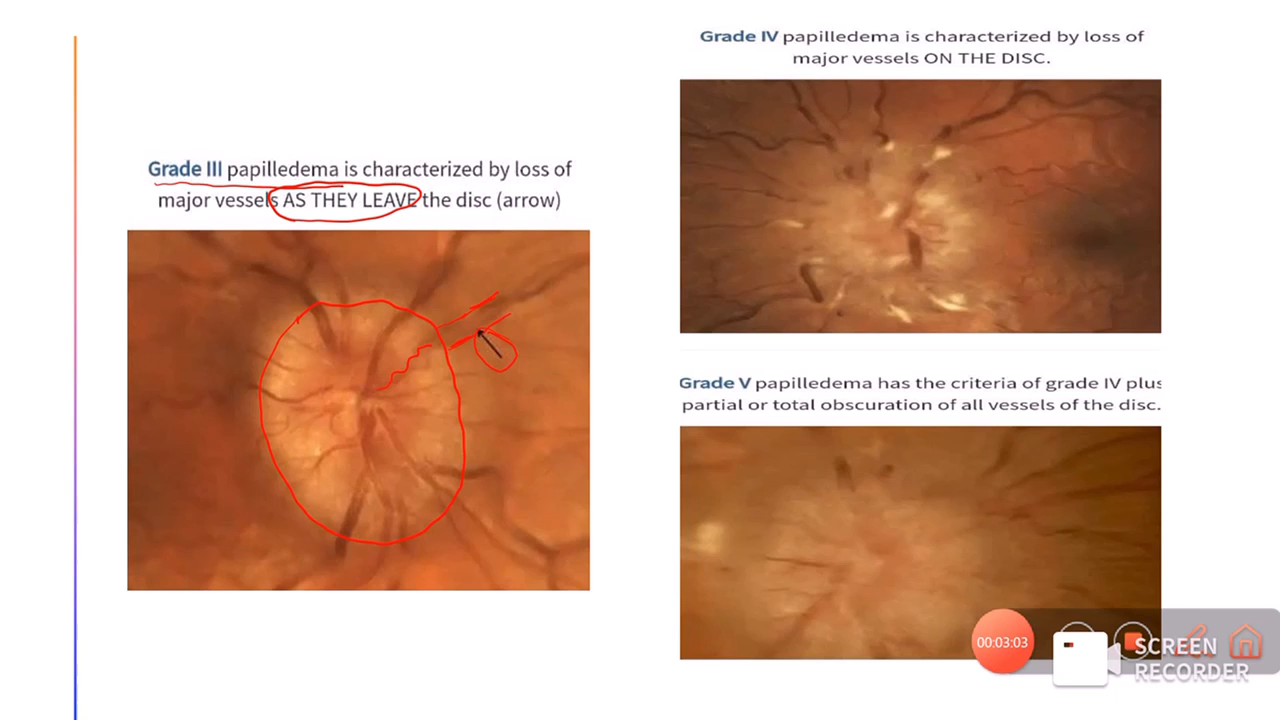 Grade III papilledema is characterized by loss of
major vessels AS THEY LEAVE the disc (arrow)
Grade IV papilledema is characterized by loss of
major vessels ON THE DISC.
Grade V papilledema has the criteria of grade IV plus
partial or total obscuration of all vessels of the disc.
00:03:03
SCREEN
RECORDER